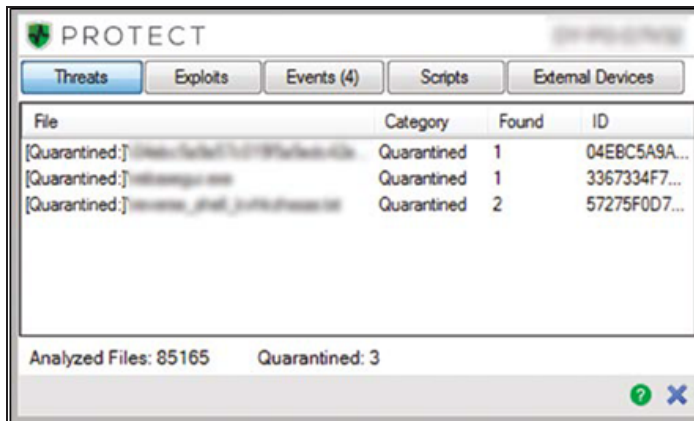 PROTECT
Threats Exploits Events (4) Scripts External Devices
File Category Found ID
[Quarantined:] Quarantined 1 04EBC5A9A...
[Quarantined:] Quarantined 1 3367334F7...
[Quarantined:] Quarantined 2 57275F0D7...
Analyzed Files: 85165 Quarantined: 3